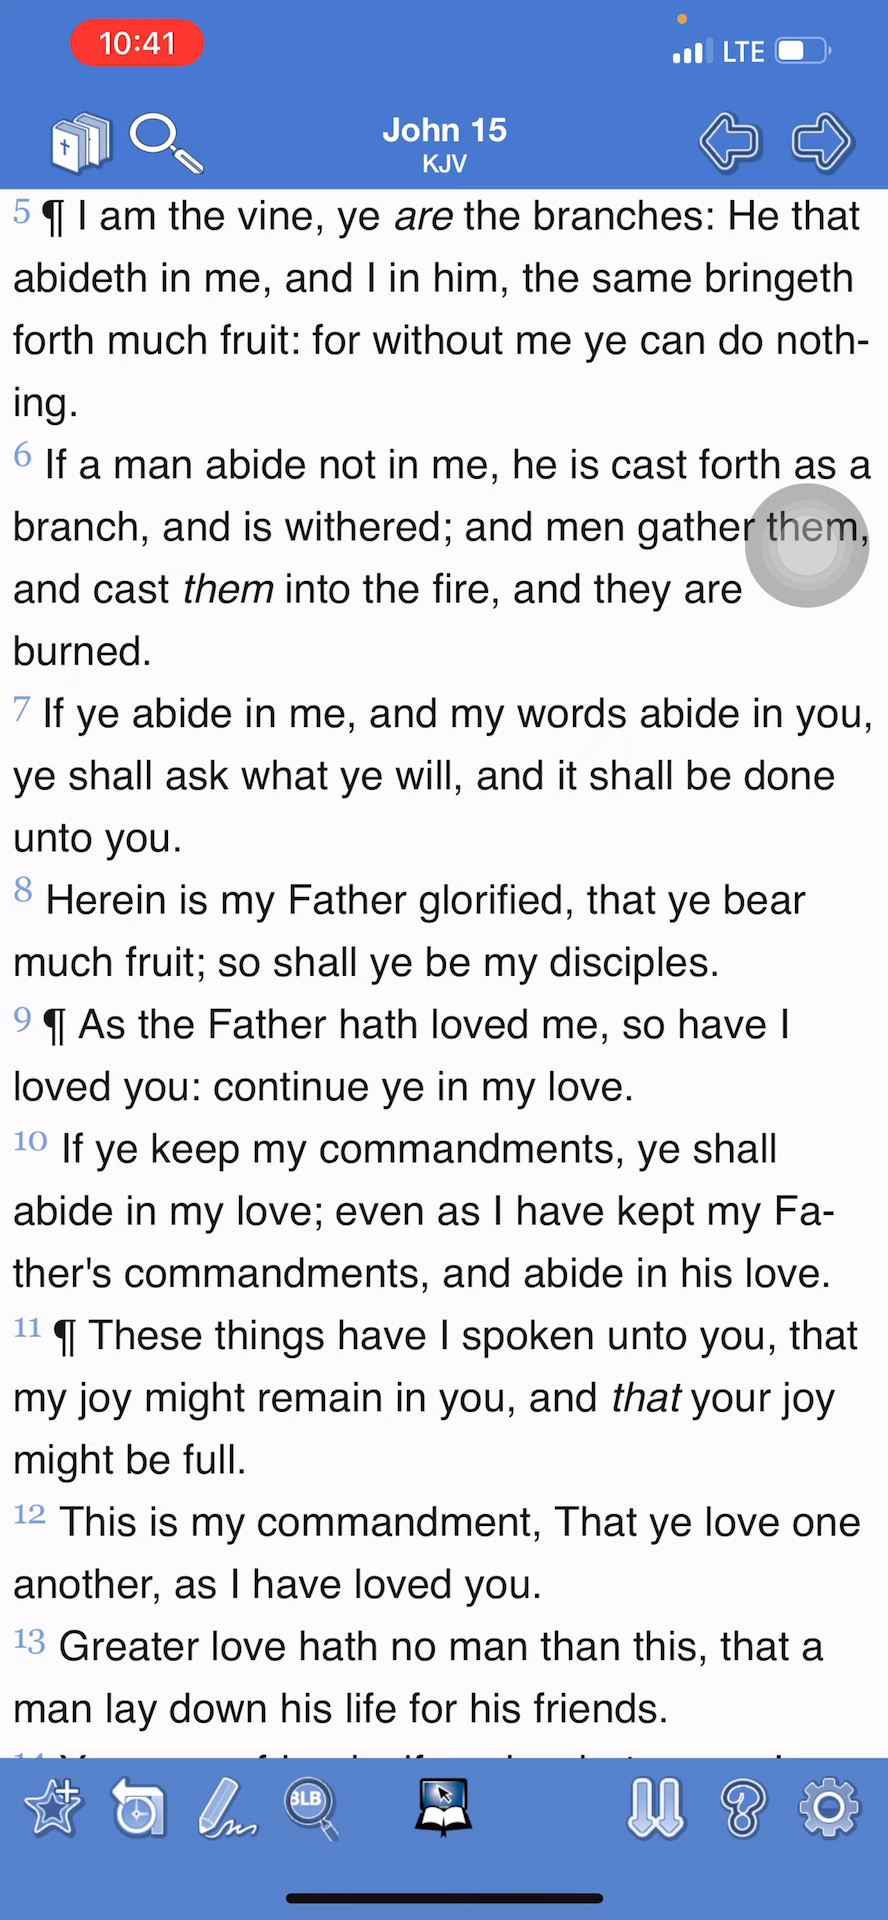 10:41
LTE
John 15
KJV
5 ¶ I am the vine, ye are the branches: He that
abideth in me, and I in him, the same bringeth
forth much fruit: for without me ye can do noth-
ing.
6 If a man abide not in me, he is cast forth as a
branch, and is withered; and men gather them,
and cast them into the fire, and they are
burned.
7 If ye abide in me, and my words abide in you,
ye shall ask what ye will, and it shall be done
unto you.
8 Herein is my Father glorified, that ye bear
much fruit; so shall ye be my disciples.
9 ¶ As the Father hath loved me, so have I
loved you: continue ye in my love.
10 If ye keep my commandments, ye shall
abide in my love; even as I have kept my Fa-
ther's commandments, and abide in his love.
11 ¶ These things have I spoken unto you, that
my joy might remain in you, and that your joy
might be full.
12 This is my commandment, That ye love one
another, as I have loved you.
13 Greater love hath no man than this, that a
man lay down his life for his friends.
BLB